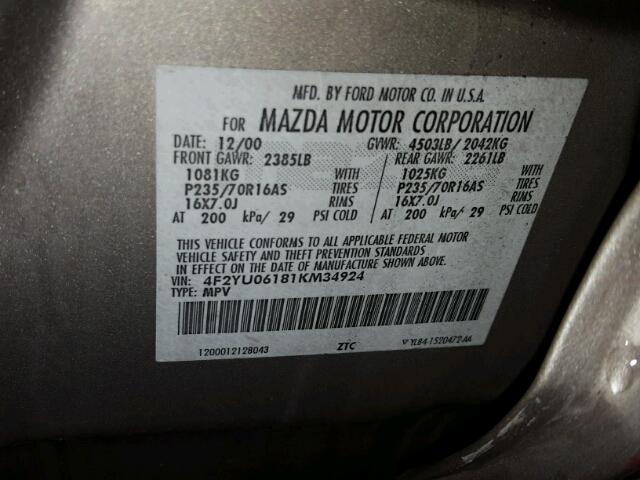 MFD. BY FORD MOTOR CO. IN U.S.A.
FOR MAZDA MOTOR CORPORATION
DATE: 12/00 GVWR: 4503LB/ 2042KG
FRONT GAWR: 2385LB REAR GAWR: 2261LB
1081KG WITH 1025KG WITH
P235/70R16AS TIRES P235/70R16AS TIRES
16X7.0J RIMS 16X7.0J RIMS
AT 200 kPa/ 29 PSI COLD AT 200 kPa/ 29 PSI COLD
THIS VEHICLE CONFORMS TO ALL APPLICABLE FEDERAL MOTOR
VEHICLE SAFETY AND THEFT PREVENTION STANDARDS
IN EFFECT ON THE DATE OF MANUFACTURE SHOWN ABOVE.
VIN: 4F2YU06181KM34924
TYPE: MPV
1200012128043 ZTC YL84-1520472-AA